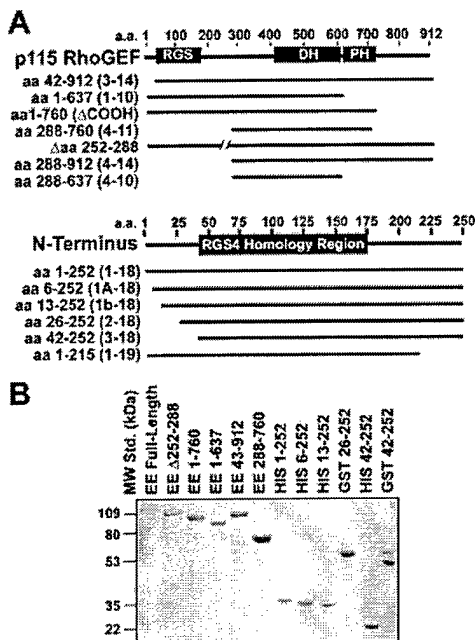 A
a.a. 1 100 200 300 400 500 600 700 800 912
p115 RhoGEF RGS DH PH
aa 42-912 (3-14)
aa 1-637 (1-10)
aa1-760 (ΔCOOH)
aa 288-760 (4-11)
Δaa 252-288
aa 288-912 (4-14)
aa 288-637 (4-10)
a.a. 1 25 50 75 100 125 150 175 200 225 250
N-Terminus RGS4 Homology Region
aa 1-252 (1-18)
aa 6-252 (1A-18)
aa 13-252 (1b-18)
aa 26-252 (2-18)
aa 42-252 (3-18)
aa 1-215 (1-19)
B
MW Std. (kDa)
EE Full-Length
EE Δ252-288
EE 1-760
EE 1-637
EE 43-912
EE 288-760
HIS 1-252
HIS 6-252
HIS 13-252
GST 26-252
HIS 42-252
GST 42-252
109
80
53
35
22